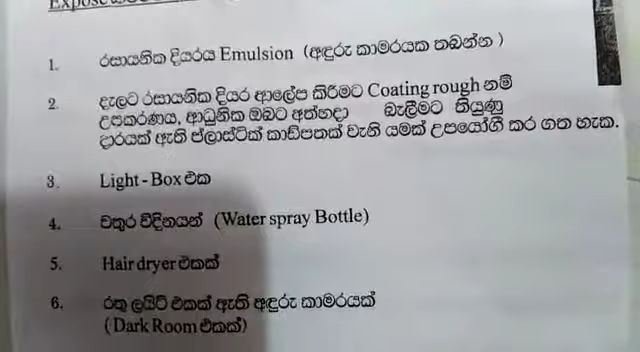 1. රසායනික දියරය Emulsion (අඳුරු කාමරයක තබන්න )
2. දැලට රසායනික දියර ආලේප කිරීමට Coating rough නම්
උපකරණය, ආධුනික ඔබට අත්හදා බැලීමට තියුණු
දාරයක් ඇති ප්ලාස්ටික් කාඩ්පතක් වැනි යමක් උපයෝගී කර ගත හැක.
3. Light - Box එක
4. වතුර විදිනයන් (Water spray Bottle)
5. Hair dryer එකක්
6. රතු ලයිට් එකක් ඇති අඳුරු කාමරයක්
( Dark Room එකක්)